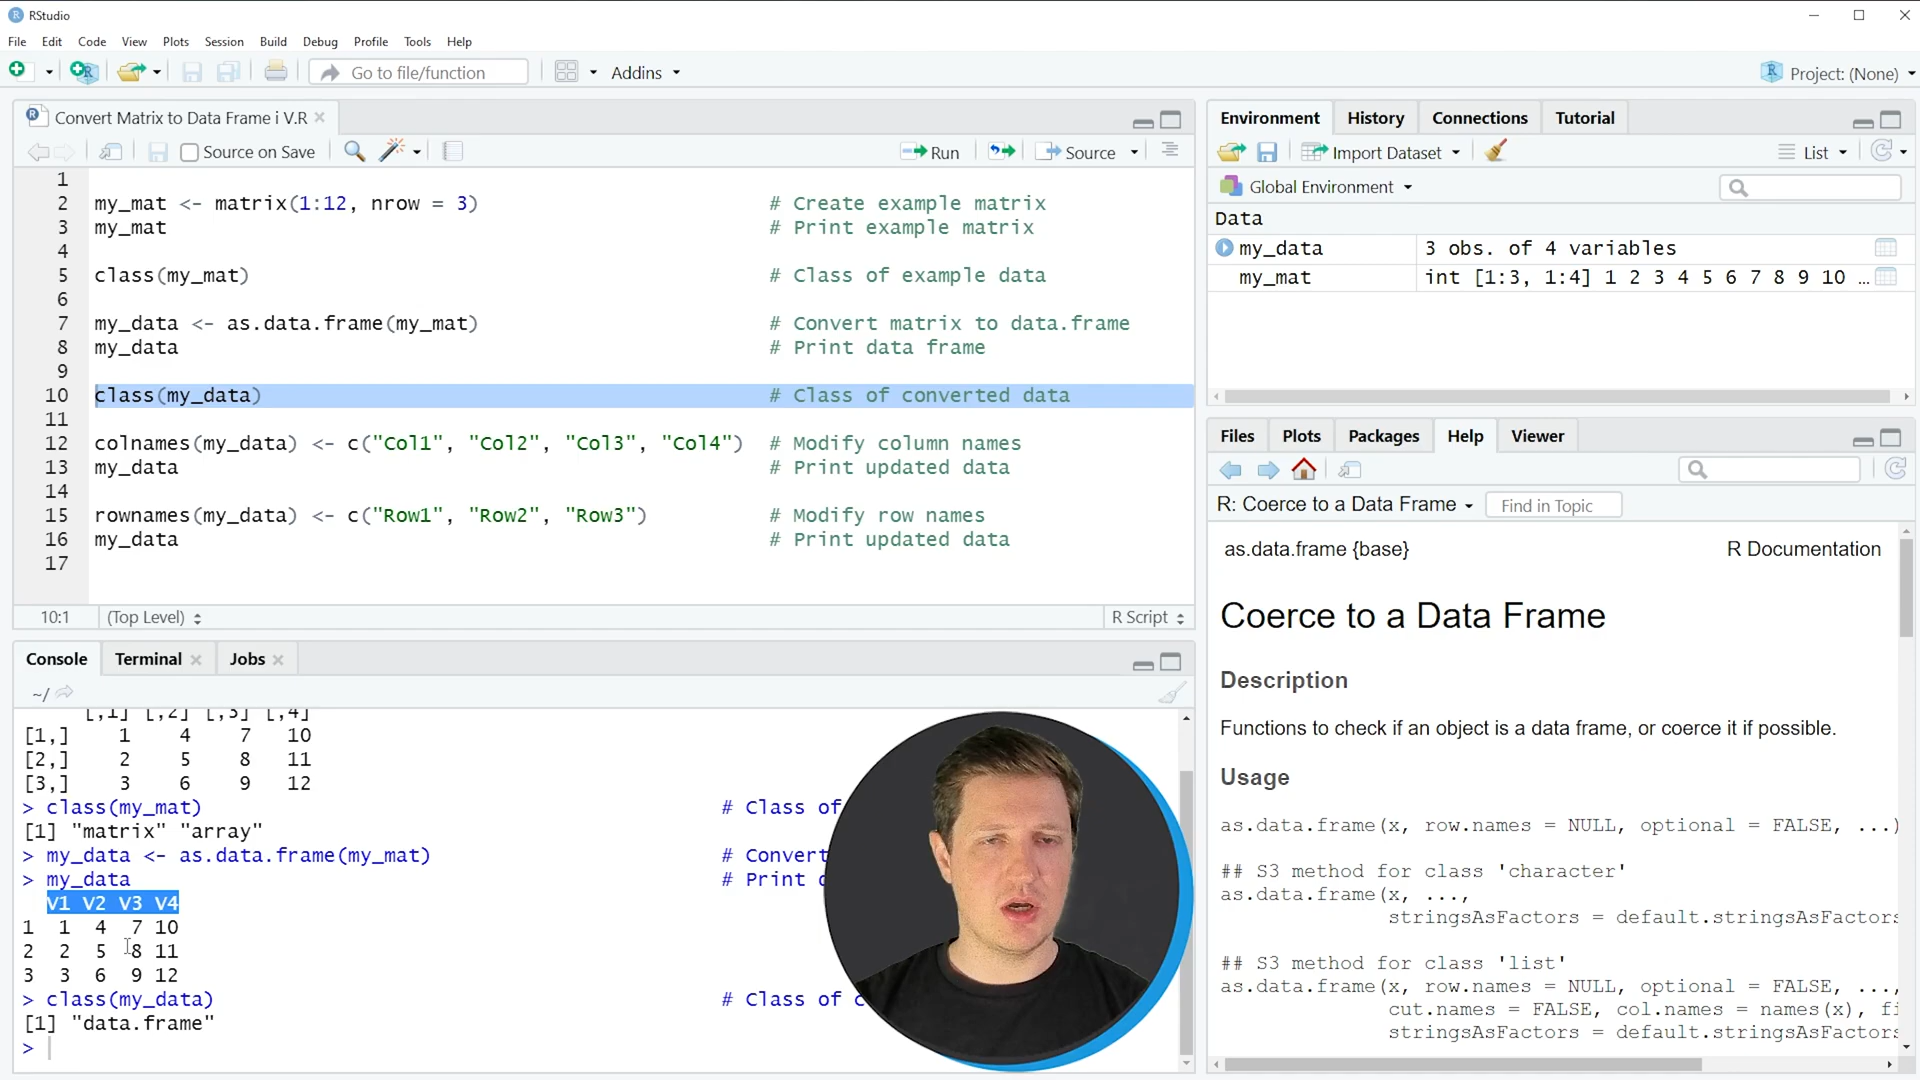 RStudio
File Edit Code View Plots Session Build Debug Profile Tools Help
Go to file/function Addins Project: (None)
Convert Matrix to Data Frame i V.R
Source on Save Run Source
1
2 my_mat <- matrix(1:12, nrow = 3) # Create example matrix
3 my_mat # Print example matrix
4
5 class(my_mat) # Class of example data
6
7 my_data <- as.data.frame(my_mat) # Convert matrix to data.frame
8 my_data # Print data frame
9
10 class(my_data) # Class of converted data
11
12 colnames(my_data) <- c("Col1", "Col2", "Col3", "Col4") # Modify column names
13 my_data # Print updated data
14
15 rownames(my_data) <- c("Row1", "Row2", "Row3") # Modify row names
16 my_data # Print updated data
17
10:1 (Top Level) R Script
Console Terminal Jobs
~/
[,1] [,2] [,3] [,4]
[1,] 1 4 7 10
[2,] 2 5 8 11
[3,] 3 6 9 12
> class(my_mat) # Class of
[1] "matrix" "array"
> my_data <- as.data.frame(my_mat) # Convert
> my_data # Print
V1 V2 V3 V4
1 1 4 7 10
2 2 5 8 11
3 3 6 9 12
> class(my_data) # Class of c
[1] "data.frame"
>
Environment History Connections Tutorial
Import Dataset List
Global Environment
Data
my_data 3 obs. of 4 variables
my_mat int [1:3, 1:4] 1 2 3 4 5 6 7 8 9 10 …
Files Plots Packages Help Viewer
R: Coerce to a Data Frame Find in Topic
as.data.frame {base} R Documentation
Coerce to a Data Frame
Description
Functions to check if an object is a data frame, or coerce it if possible.
Usage
as.data.frame(x, row.names = NULL, optional = FALSE, ...)
## S3 method for class 'character'
as.data.frame(x, ...,
stringsAsFactors = default.stringsAsFactors
## S3 method for class 'list'
as.data.frame(x, row.names = NULL, optional = FALSE, ...,
cut.names = FALSE, col.names = names(x), fi
stringsAsFactors = default.stringsAsFactors